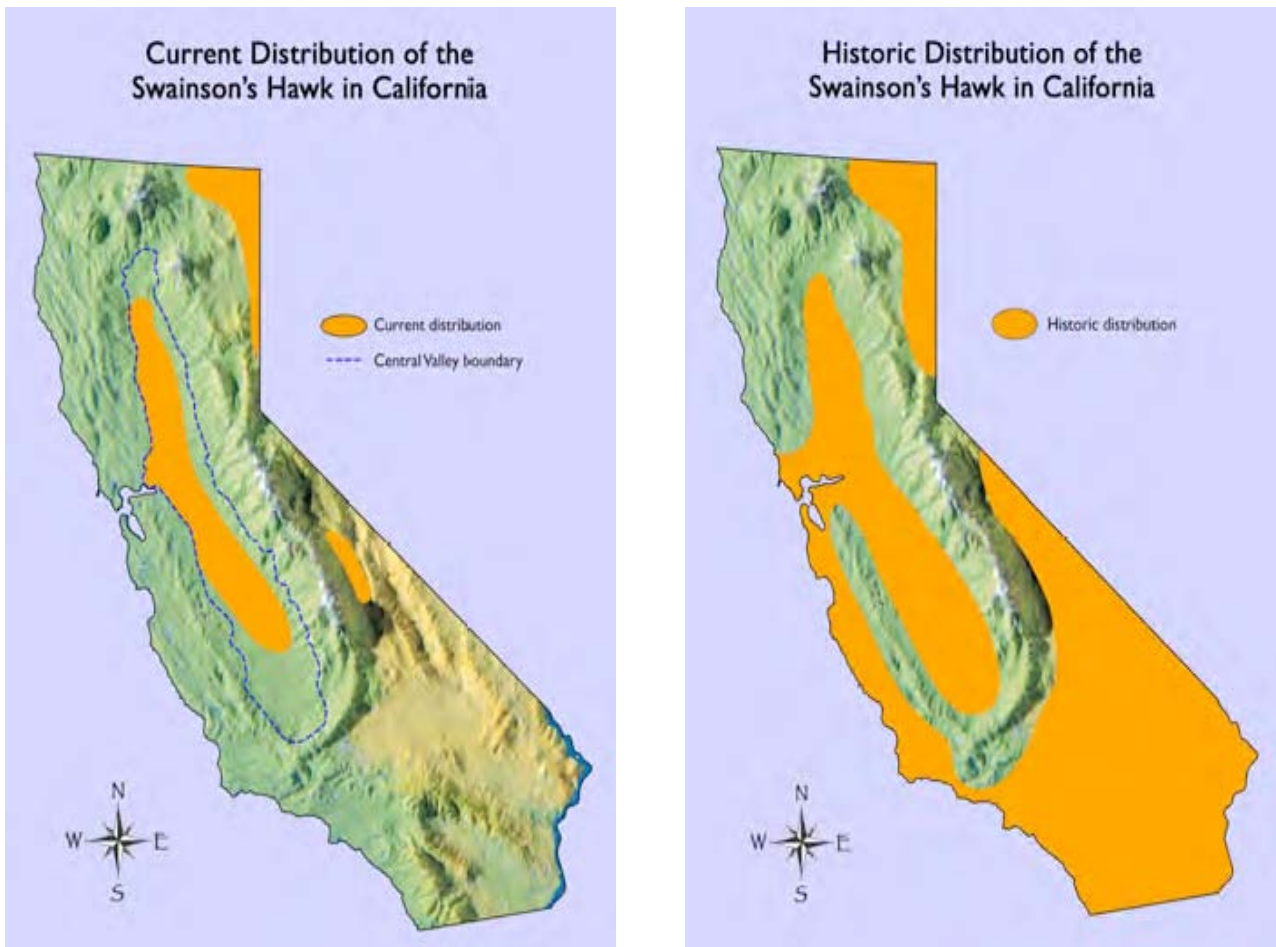 Current Distribution of the
Swainson's Hawk in California
Current distribution
Central Valley boundary
N
W E
S
Historic Distribution of the
Swainson's Hawk in California
Historic distribution
N
W E
S